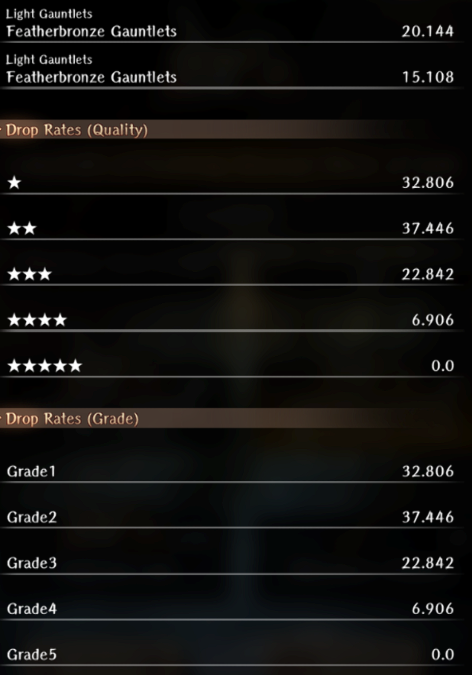 Light Gauntlets
Featherbronze Gauntlets 20.144
Light Gauntlets
Featherbronze Gauntlets 15.108
Drop Rates (Quality)
★ 32.806
★★ 37.446
★★★ 22.842
★★★★ 6.906
★★★★★ 0.0
Drop Rates (Grade)
Grade1 32.806
Grade2 37.446
Grade3 22.842
Grade4 6.906
Grade5 0.0